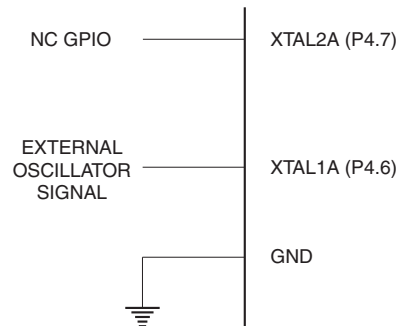 NC GPIO
XTAL2A (P4.7)
EXTERNAL
OSCILLATOR
SIGNAL
XTAL1A (P4.6)
GND